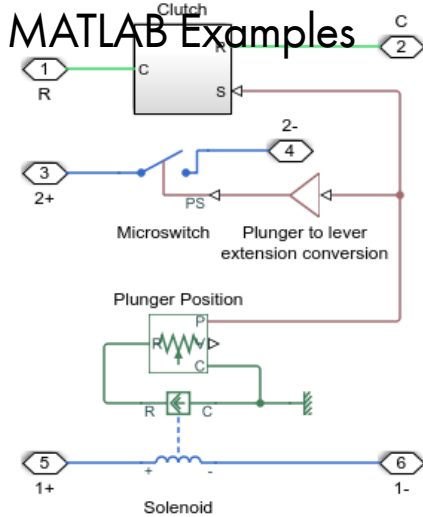 MATLAB Examples
Clutch
C
1
C
R
2
R
S
2-
3
4
2+
PS
Microswitch
Plunger to lever
extension conversion
Plunger Position
P
R
V
C
R
C
5
+
-
6
1+
1-
Solenoid